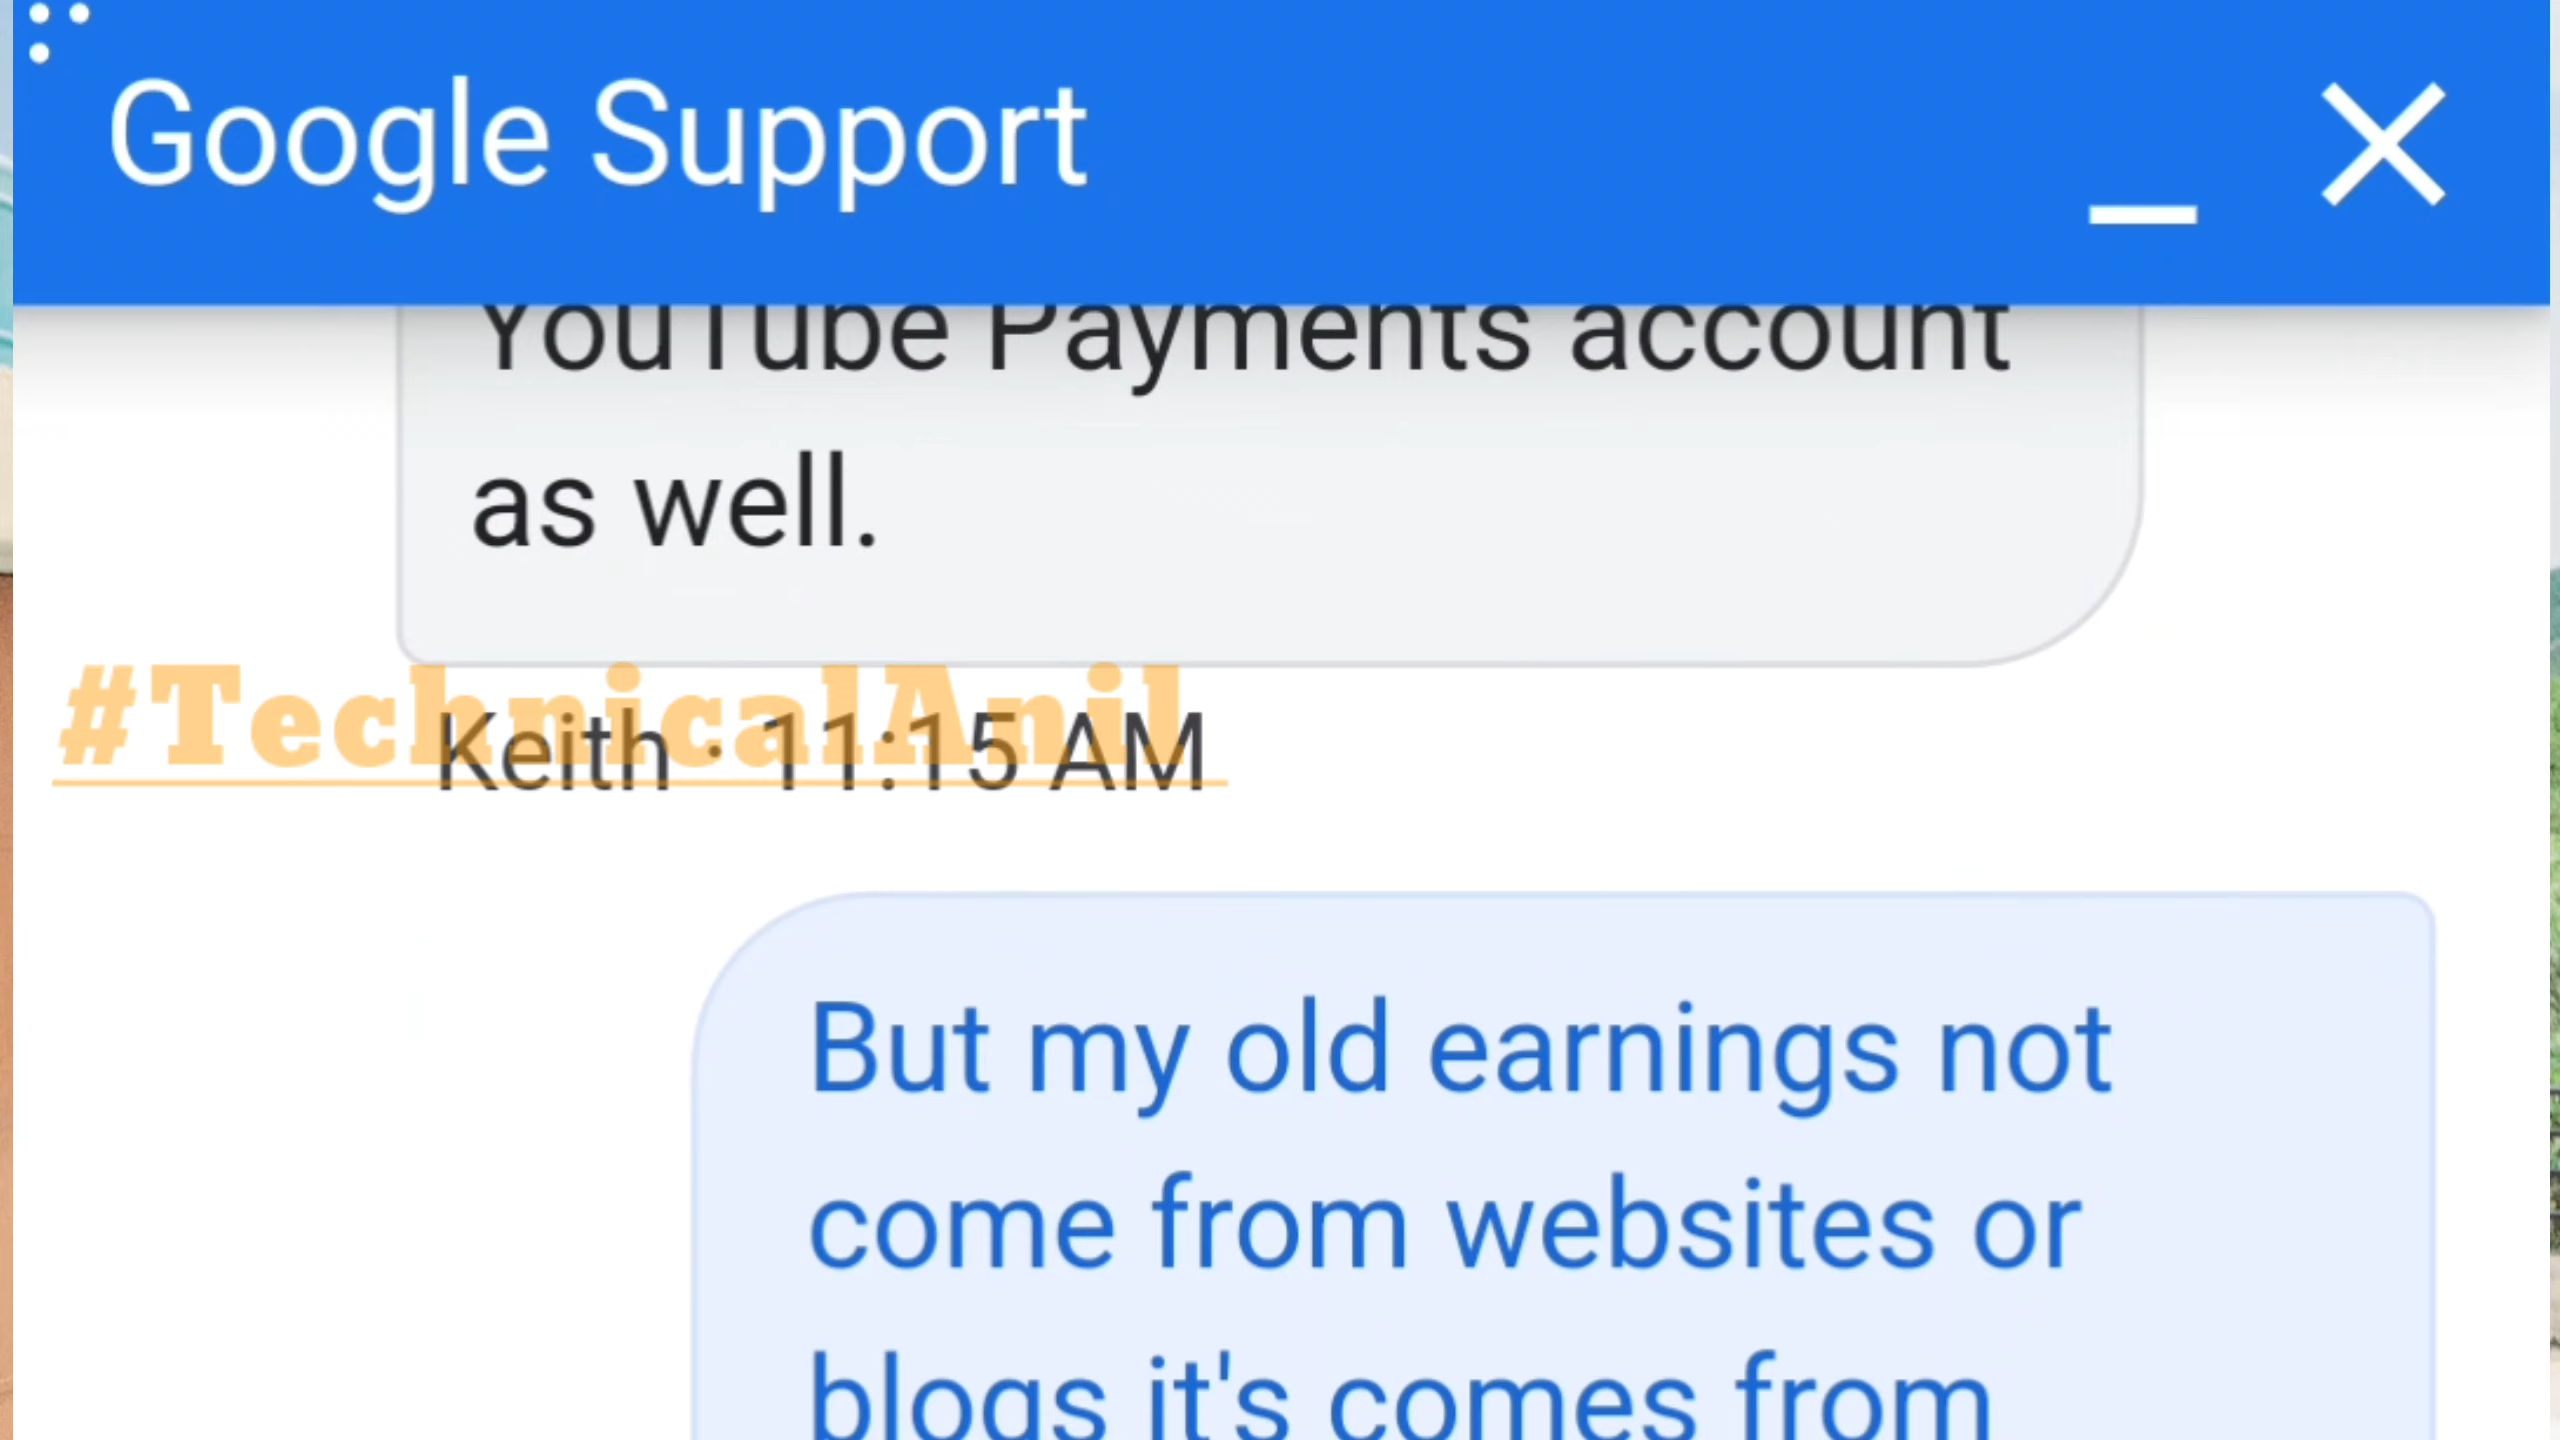 Google Support
YouTube Payments account
as well.
#TechnicalAnil
Keith · 11:15 AM
But my old earnings not
come from websites or
blogs it's comes from